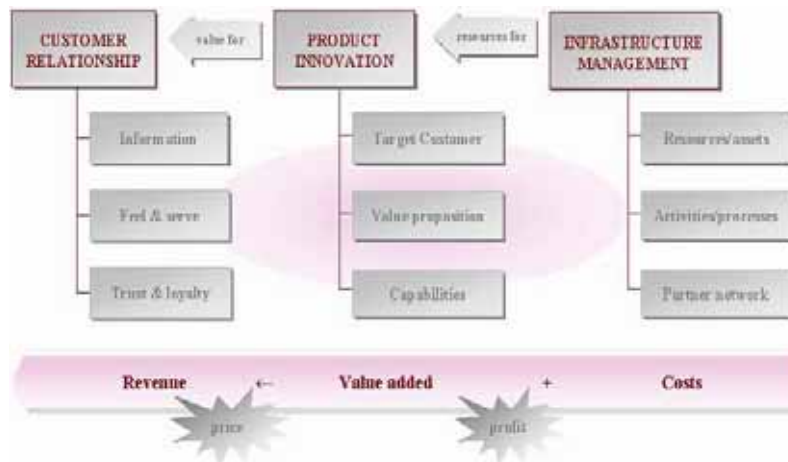 CUSTOMER
RELATIONSHIP
value for
PRODUCT
INNOVATION
resources for
INFRASTRUCTURE
MANAGEMENT
Information
Target Customer
Resources/assets
Feel & serve
Value proposition
Activities/processes
Trust & loyalty
Capabilities
Partner network
Revenue ← Value added + Costs
price
profit